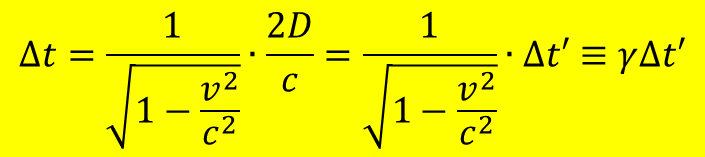 Δt = 1/√(1 − v²/c²) · 2D/c = 1/√(1 − v²/c²) · Δt′ ≡ γΔt′